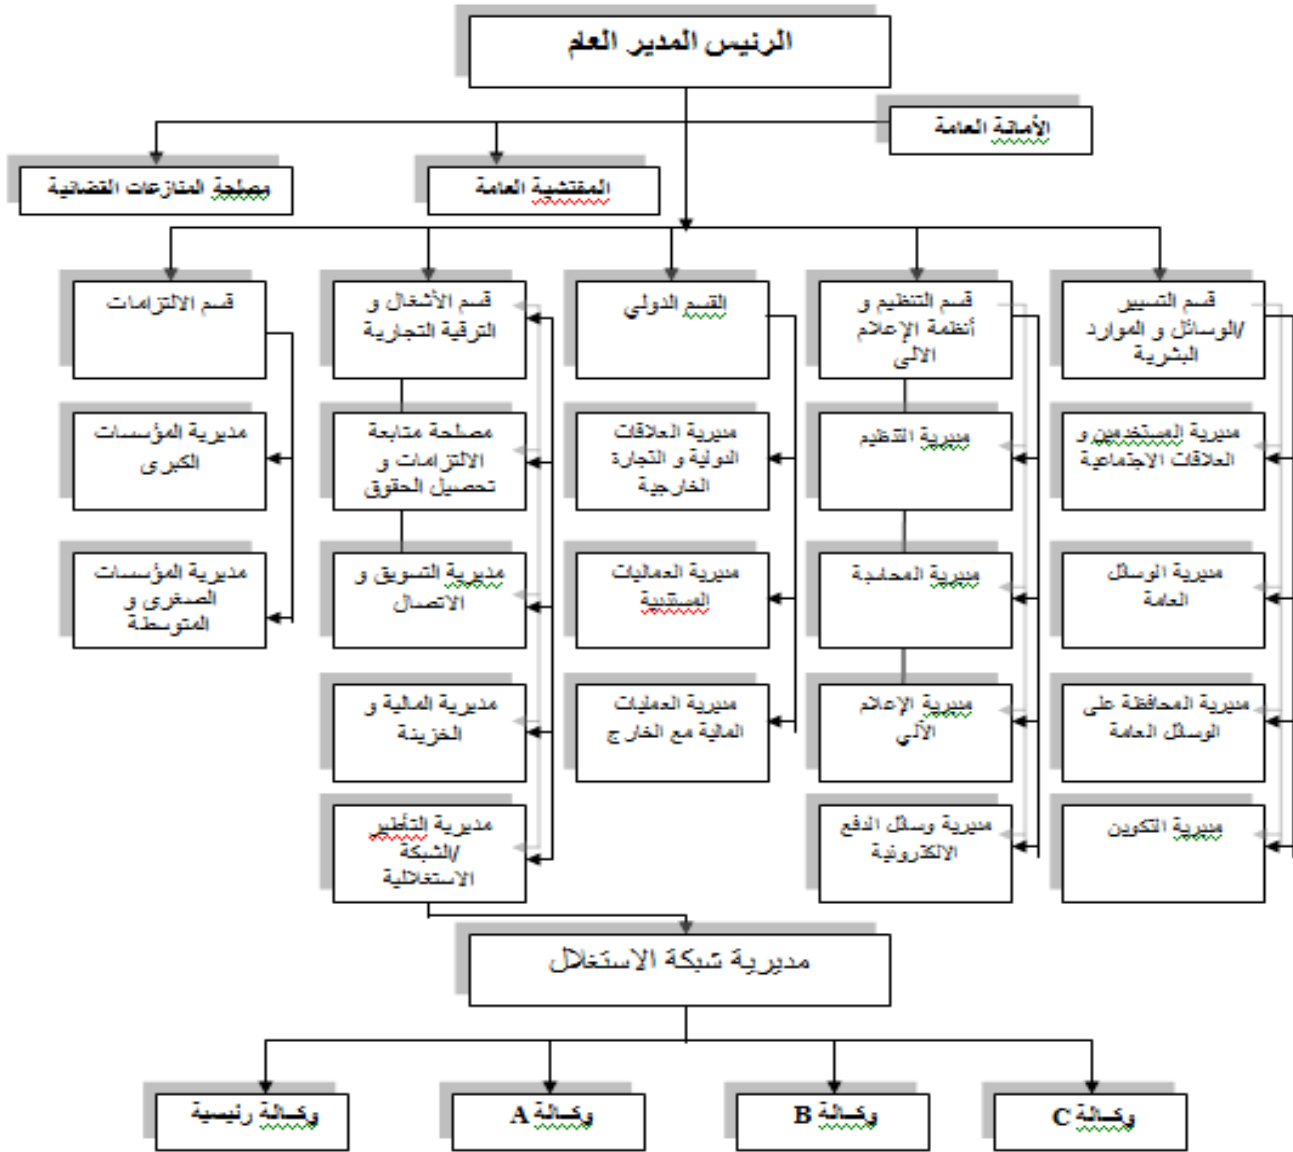 الرئيس المدير العام
الأمانة العامة
المفتشية العامة
مصلحة المنازعات القضائية
قسم التسيير
/الوسائل و الموارد
البشرية
قسم التنظيم و
أنظمة الإعلام
الالي
القسم الدولي
قسم الأشغال و
الترقية التجارية
قسم الالتزامات
مديرية المستخدمين و
العلاقات الاجتماعية
مديرية التنظيم
مديرية العلاقات
الدولية و التجارة
الخارجية
مصلحة متابعة
الالتزامات و
تحصيل الحقوق
مديرية المؤسسات
الكبرى
مديرية الوسائل
العامة
مديرية المحاسبة
مديرية العماليات
المستندية
مديرية التسويق و
الاتصال
مديرية المؤسسات
الصغرى و
المتوسطة
مديرية المحافظة على
الوسائل العامة
مديرية الإعلام
الآلي
مديرية العمليات
المالية مع الخارج
مديرية المالية و
الخزينة
مديرية التكوين
مديرية وسائل الدفع
الالكترونية
مديرية التأطير
/الشبكة
الاستغلالية
مديرية شبكة الاستغلال
وكالة C
وكالة B
وكالة A
وكالة رئيسية